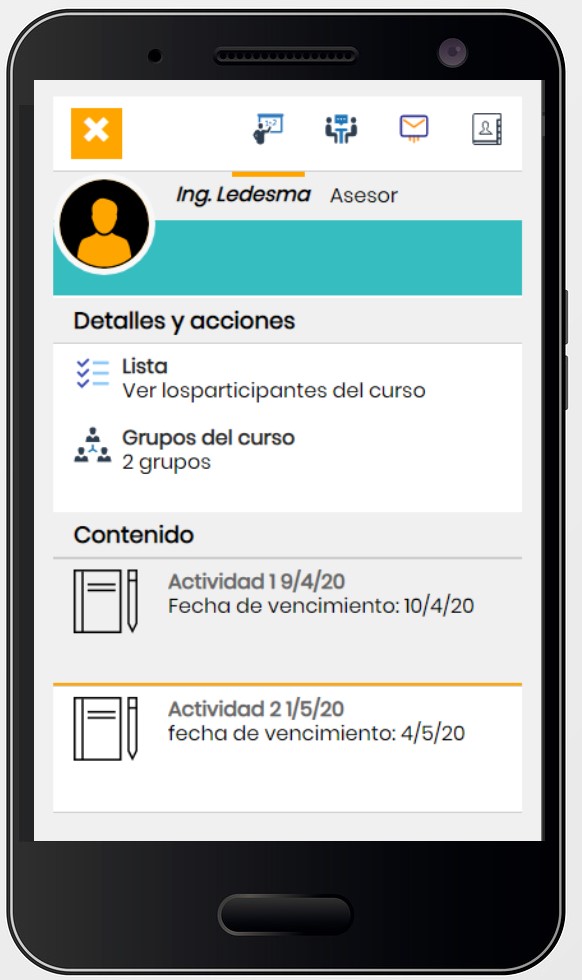 Ing. Ledesma Asesor
Detalles y acciones
Lista
Ver losparticipantes del curso
Grupos del curso
2 grupos
Contenido
Actividad 1 9/4/20
Fecha de vencimiento: 10/4/20
Actividad 2 1/5/20
fecha de vencimiento: 4/5/20